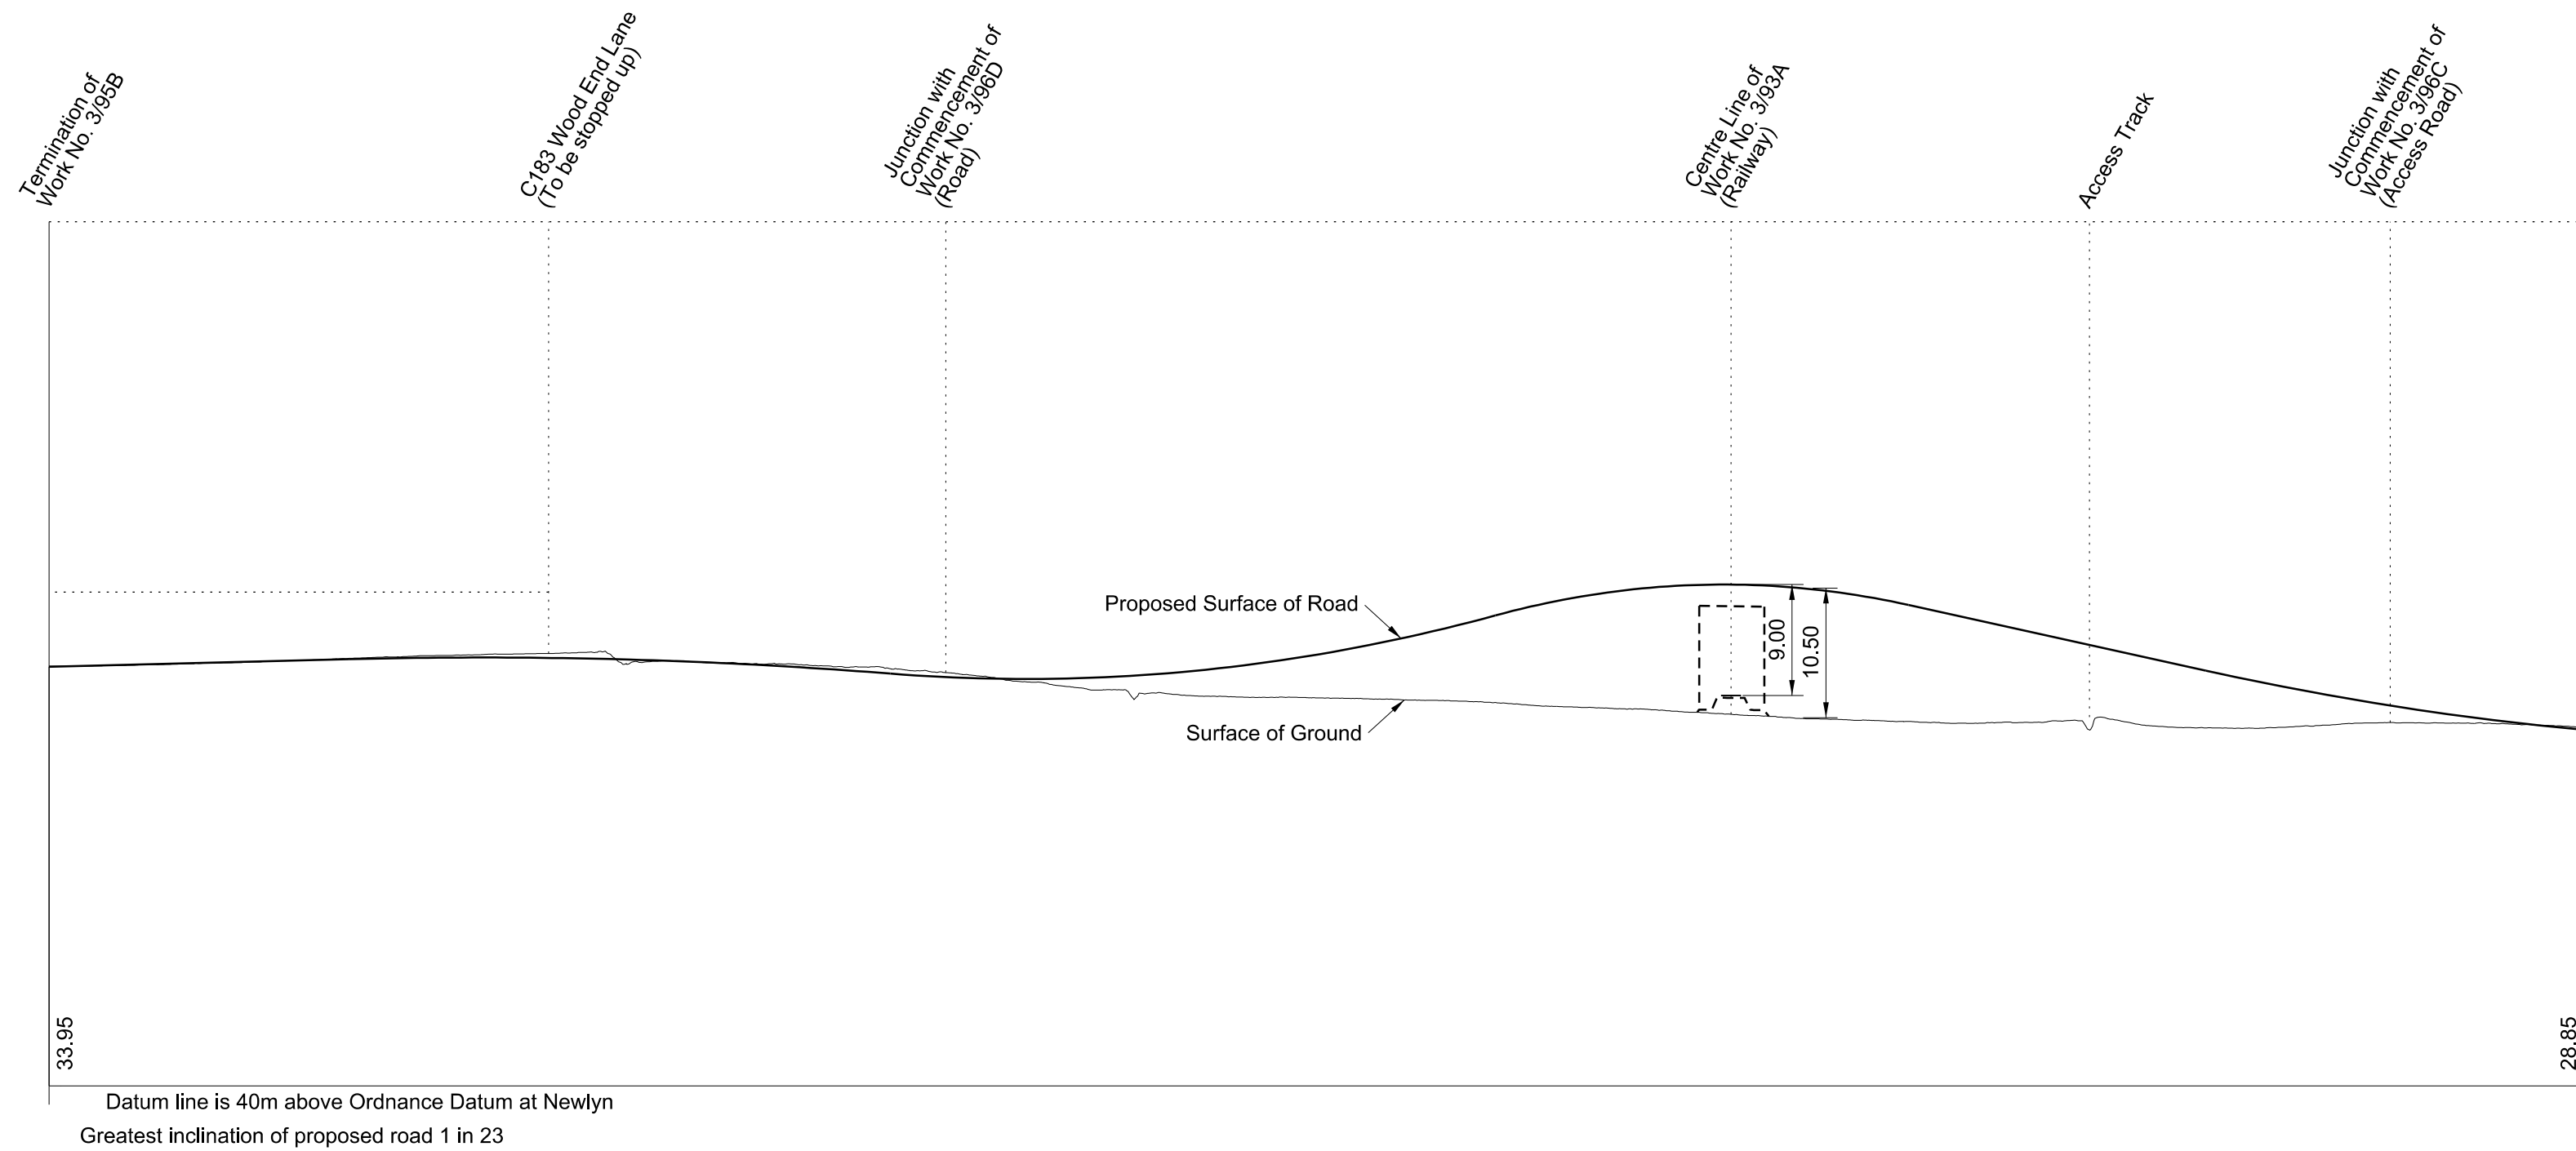 Termination of
Work No. 3/95B
C183 Wood End Lane
(To be stopped up)
Junction with
Commencement of
Work No. 3/96D
(Road)
Centre Line of
Work No. 3/93A
(Railway)
Access Track
Junction with
Commencement of
Work No. 3/96C
(Access Road)
Proposed Surface of Road
9.00
10.50
Surface of Ground
33.95
28.85
Datum line is 40m above Ordnance Datum at Newlyn
Greatest inclination of proposed road 1 in 23